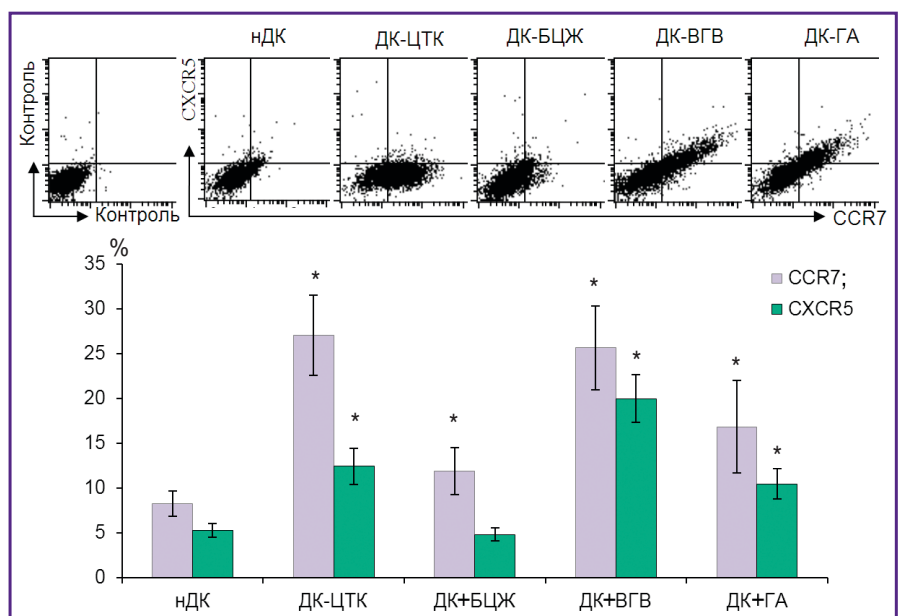 нДК ДК-ЦТК ДК-БЦЖ ДК-ВГВ ДК-ГА
Контроль
CXCR5
Контроль
CCR7
%
35
30
25
20
15
10
5
0
* * * * * * *
CCR7;
CXCR5
нДК ДК-ЦТК ДК+БЦЖ ДК+ВГВ ДК+ГА